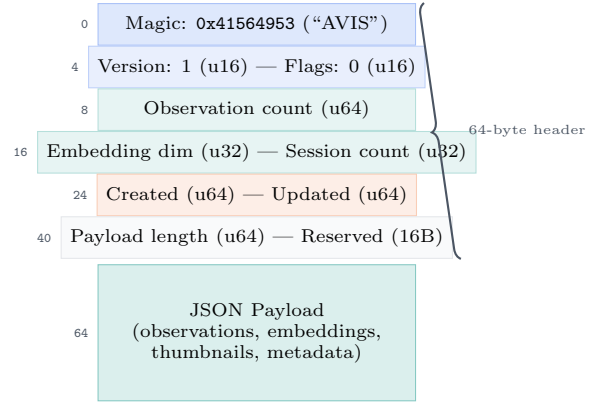 0 Magic: 0x41564953 (“AVIS”)
4 Version: 1 (u16) — Flags: 0 (u16)
8 Observation count (u64)
64-byte header
16 Embedding dim (u32) — Session count (u32)
24 Created (u64) — Updated (u64)
40 Payload length (u64) — Reserved (16B)
JSON Payload
64 (observations, embeddings,
thumbnails, metadata)